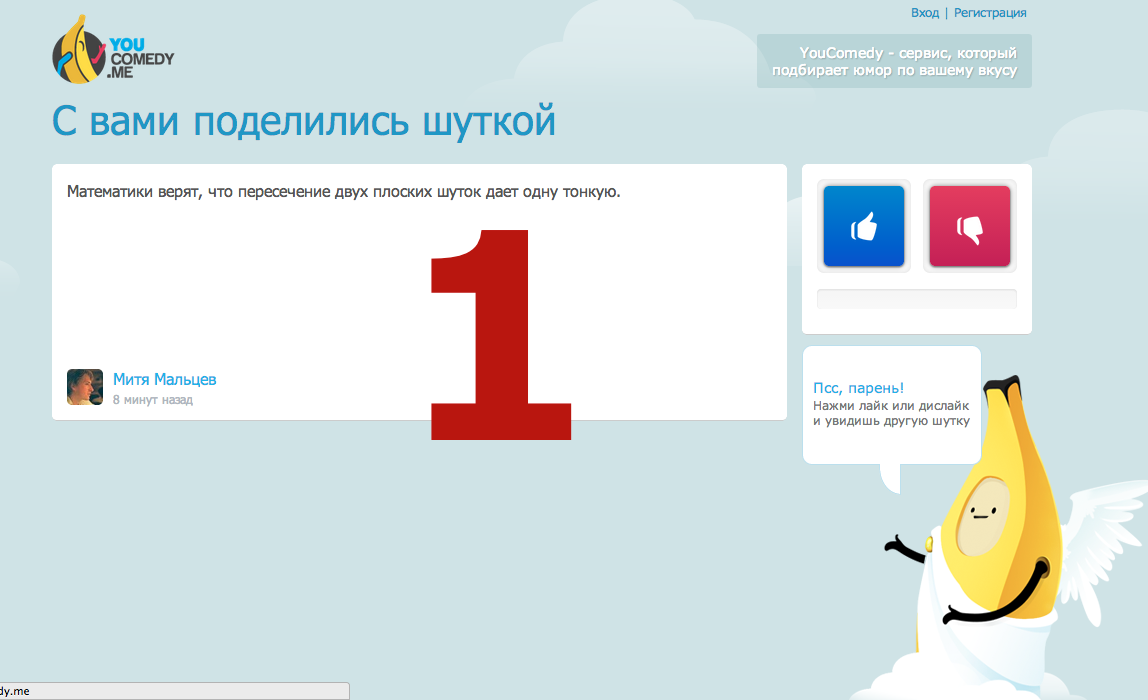 Вход | Регистрация
YOU
COMEDY
.ME
YouComedy - сервис, который
подбирает юмор по вашему вкусу
С вами поделились шуткой
Математики верят, что пересечение двух плоских шуток дает одну тонкую.
1
Митя Мальцев
8 минут назад
Псс, парень!
Нажми лайк или дислайк
и увидишь другую шутку
dy.me